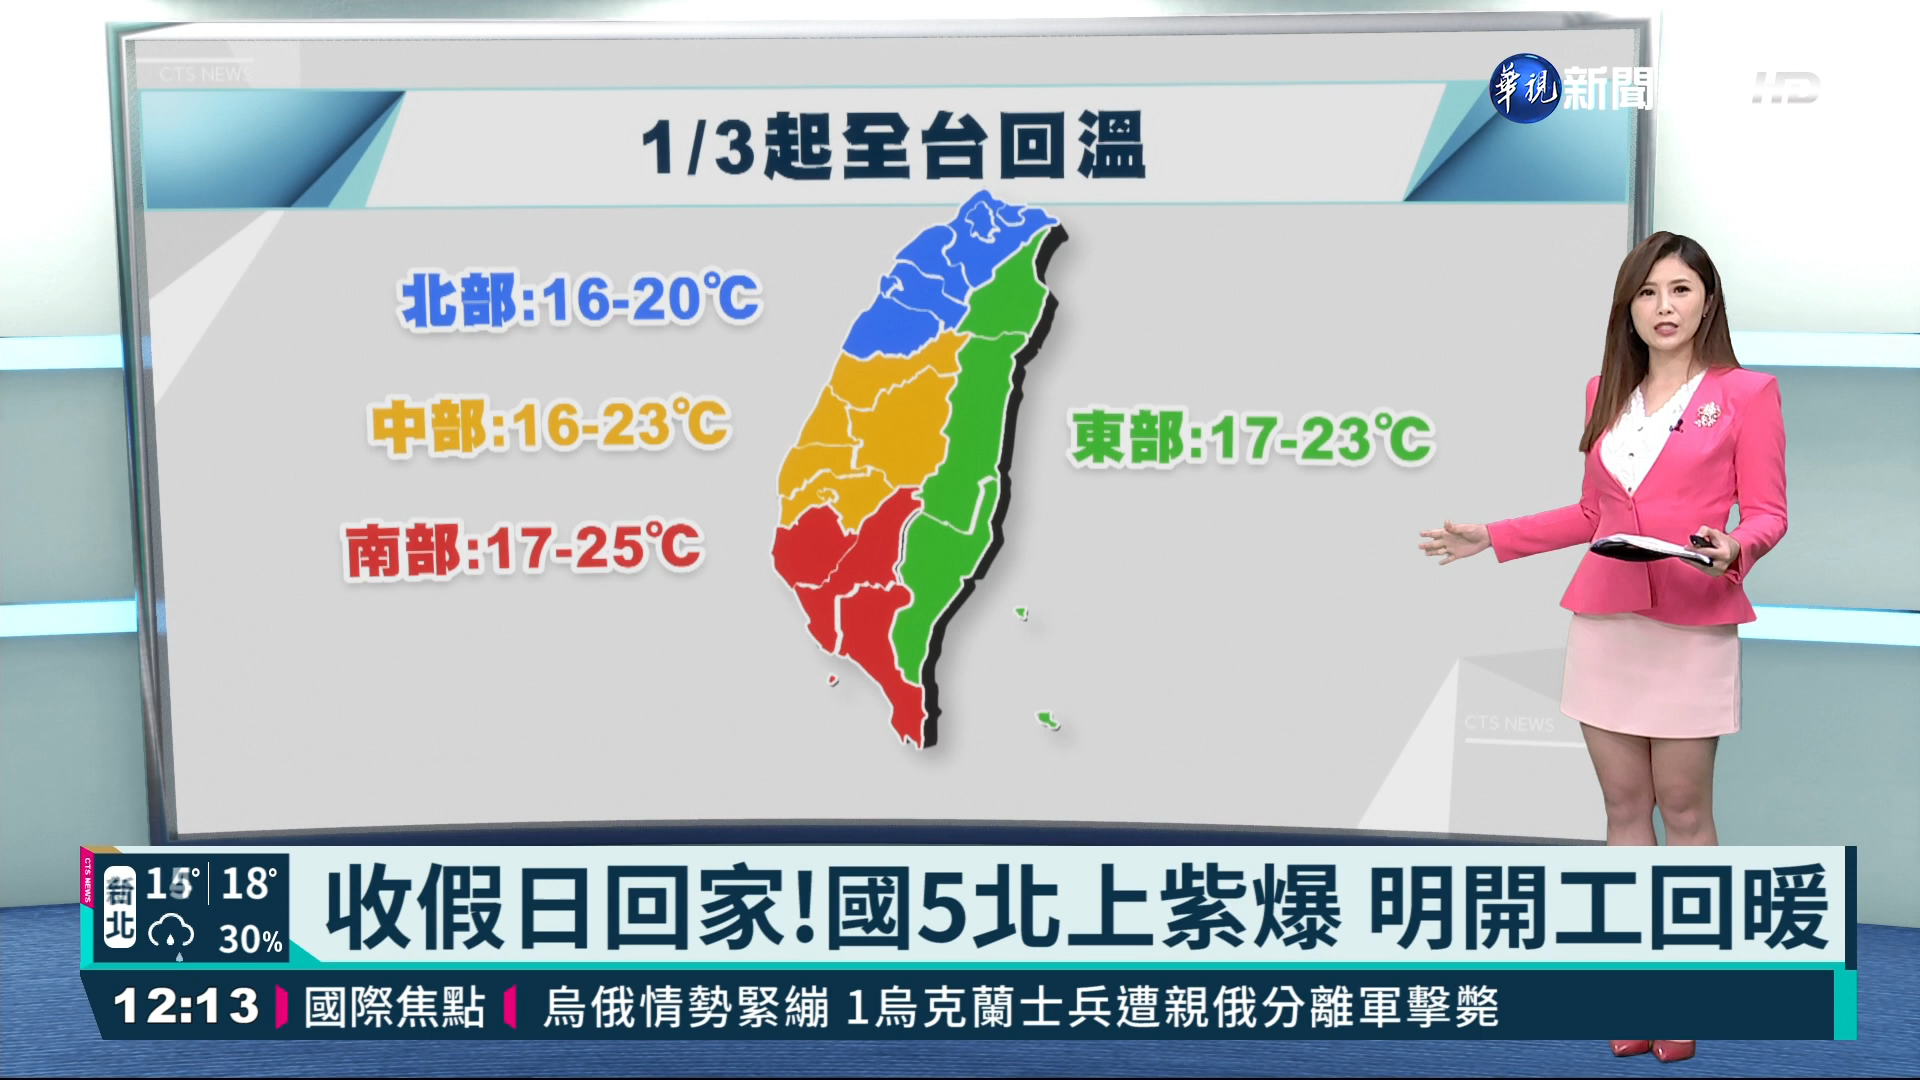 CTS NEWS
華視新聞
HD
1/3起全台回溫
北部:16-20℃
中部:16-23℃
東部:17-23℃
南部:17-25℃
CTS NEWS
CTS NEWS
新北
15° 18°
30%
收假日回家!國5北上紫爆 明開工回暖
12:13 國際焦點 烏俄情勢緊繃 1烏克蘭士兵遭親俄分離軍擊斃